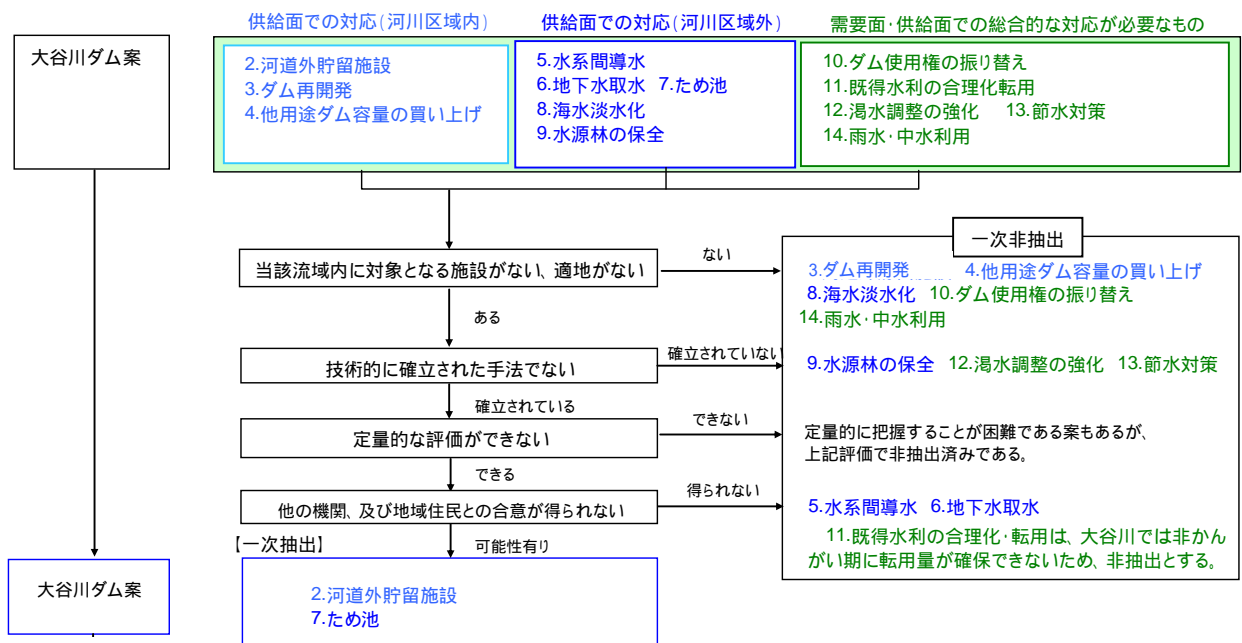 大谷川ダム案
供給面での対応(河川区域内)
2.河道外貯留施設
3.ダム再開発
4.他用途ダム容量の買い上げ
供給面での対応(河川区域外)
5.水系間導水
6.地下水取水 7.ため池
8.海水淡水化
9.水源林の保全
需要面・供給面での総合的な対応が必要なもの
10.ダム使用権の振り替え
11.既得水利の合理化転用
12.渇水調整の強化 13.節水対策
14.雨水・中水利用
当該流域内に対象となる施設がない、適地がない
ない
ある
技術的に確立された手法でない
確立されていない
確立されている
定量的な評価ができない
できない
できる
他の機関、及び地域住民との合意が得られない
得られない
可能性有り
一次非抽出
3.ダム再開発 4.他用途ダム容量の買い上げ
8.海水淡水化 10.ダム使用権の振り替え
14.雨水・中水利用
9.水源林の保全 12.渇水調整の強化 13.節水対策
定量的に把握することが困難である案もあるが、
上記評価で非抽出済みである。
5.水系間導水 6.地下水取水
11.既得水利の合理化・転用は、大谷川では非かん
がい期に転用量が確保できないため、非抽出とする。
【一次抽出】
2.河道外貯留施設
7.ため池
大谷川ダム案